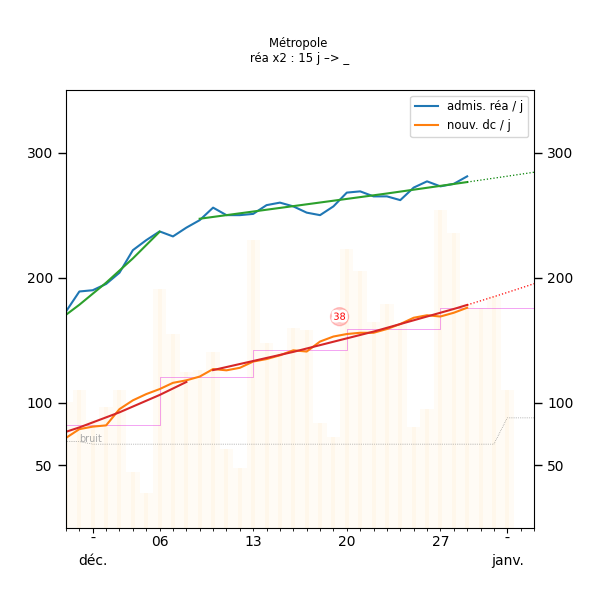 Métropole
réa x2 : 15 j –> _
admis. réa / j
nouv. dc / j
300
300
200
200
38
100
100
bruit
50
50
- 06 13 20 27 -
déc. janv.